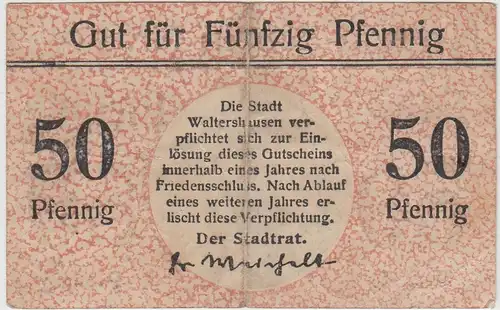 Gut für Fünfzig Pfennig
50
Pfennig
Die Stadt
Waltershausen ver-
pflichtet sich zur Ein-
lösung dieses Gutscheins
innerhalb eines Jahres nach
Friedensschluss. Nach Ablauf
eines weiteren Jahres er-
lischt diese Verpflichtung.
Der Stadtrat.
50
Pfennig